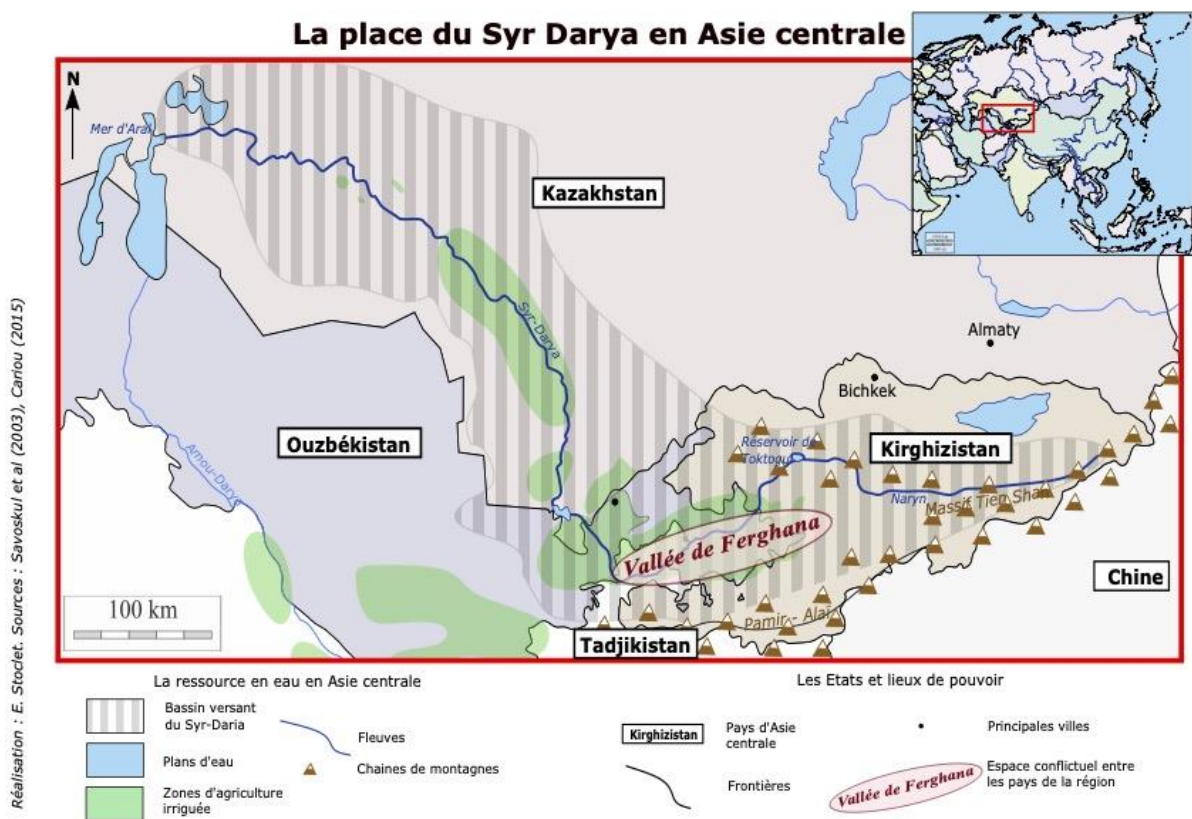 La place du Syr Darya en Asie centrale
N
Mer d'Aral
Kazakhstan
Syr-Darya
Almaty
Bichkek
Ouzbékistan
Réservoir de
Toktogul
Kirghizistan
Amou-Darya
Naryn
Massif Tien Shan
Vallée de Ferghana
Chine
100 km
Pamir - Alai
Tadjikistan
Réalisation : E. Stoclet. Sources : Savoskul et al (2003), Cariou (2015)
La ressource en eau en Asie centrale
Bassin versant
du Syr-Daria
Fleuves
Plans d'eau
Chaines de montagnes
Zones d'agriculture
irriguée
Les Etats et lieux de pouvoir
Kirghizistan
Pays d'Asie
centrale
Principales villes
Frontières
Vallée de Ferghana
Espace conflictuel entre
les pays de la région